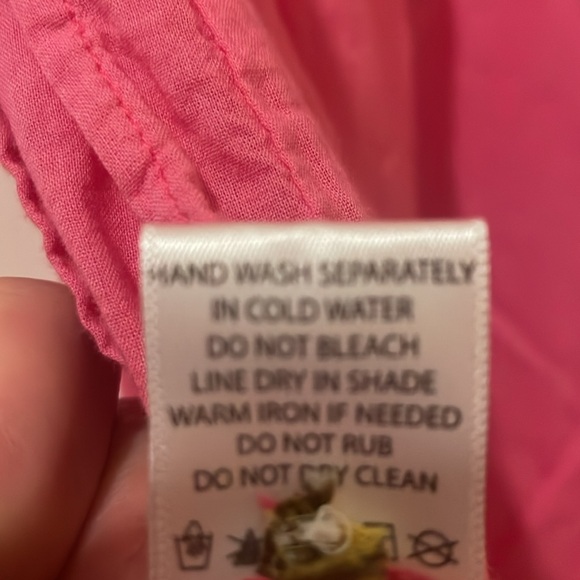 HAND WASH SEPARATELY
IN COLD WATER
DO NOT BLEACH
LINE DRY IN SHADE
WARM IRON IF NEEDED
DO NOT RUB
DO NOT DRY CLEAN